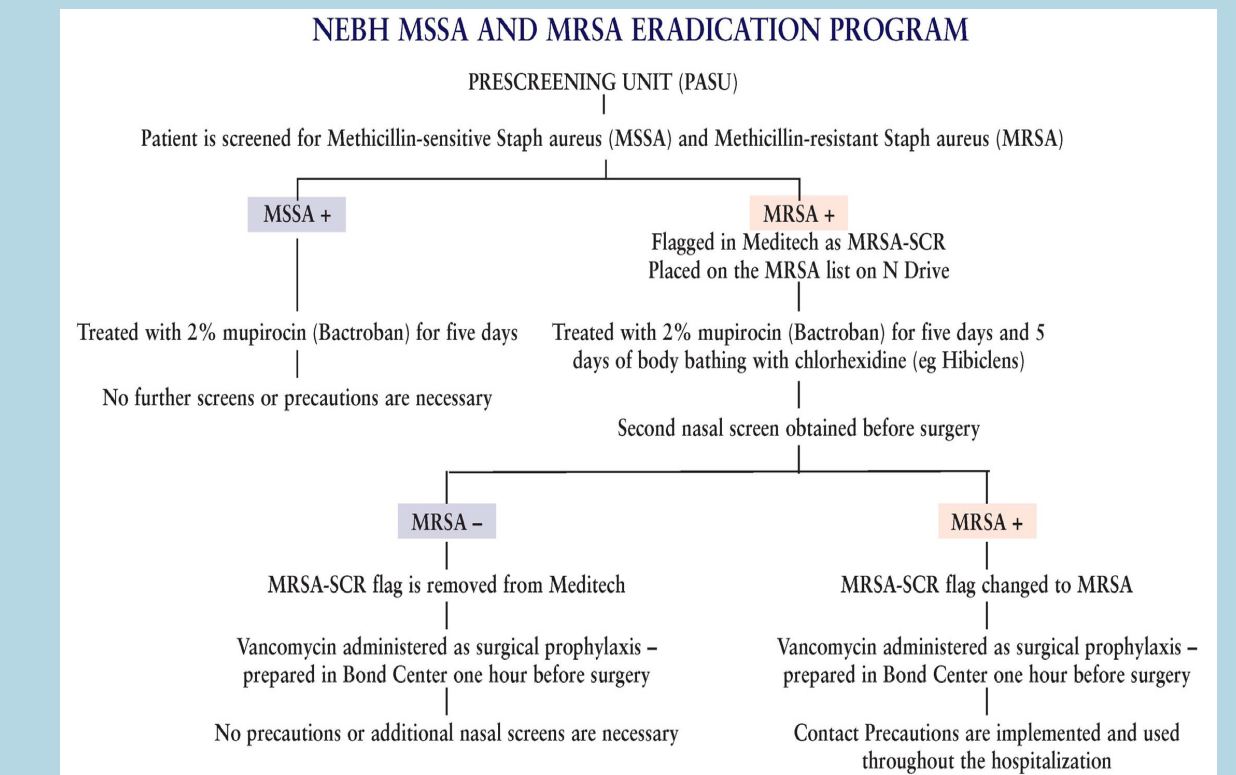 NEBH MSSA AND MRSA ERADICATION PROGRAM
PRESCREENING UNIT (PASU)
Patient is screened for Methicillin-sensitive Staph aureus (MSSA) and Methicillin-resistant Staph aureus (MRSA)
MSSA +
MRSA +
Flagged in Meditech as MRSA-SCR
Placed on the MRSA list on N Drive
Treated with 2% mupirocin (Bactroban) for five days
Treated with 2% mupirocin (Bactroban) for five days and 5
days of body bathing with chlorhexidine (eg Hibiclens)
No further screens or precautions are necessary
Second nasal screen obtained before surgery
MRSA –
MRSA +
MRSA-SCR flag is removed from Meditech
MRSA-SCR flag changed to MRSA
Vancomycin administered as surgical prophylaxis –
prepared in Bond Center one hour before surgery
Vancomycin administered as surgical prophylaxis –
prepared in Bond Center one hour before surgery
No precautions or additional nasal screens are necessary
Contact Precautions are implemented and used
throughout the hospitalization